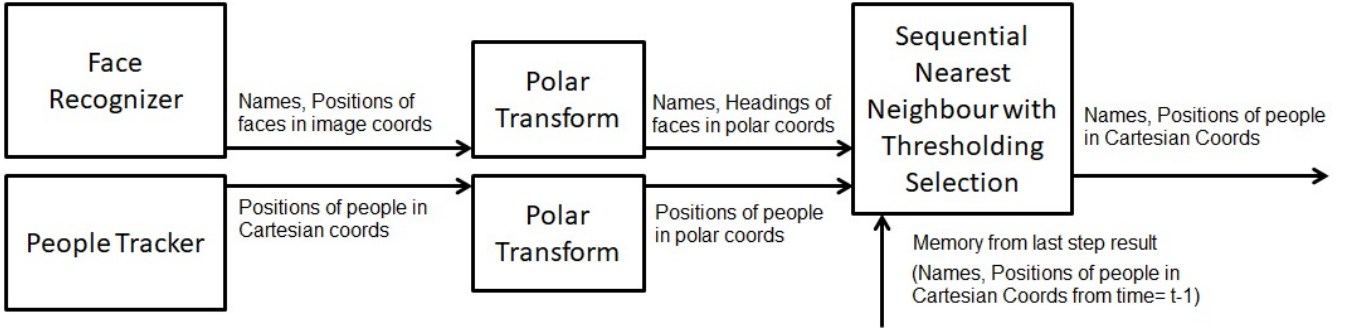 Face
Recognizer
Names, Positions of
faces in image coords
Polar
Transform
Names, Headings of
faces in polar coords
Sequential
Nearest
Neighbour with
Thresholding
Selection
Names, Positions of people
in Cartesian Coords
People Tracker
Positions of people in
Cartesian coords
Polar
Transform
Positions of people
in polar coords
Memory from last step result
(Names, Positions of people in
Cartesian Coords from time= t-1)